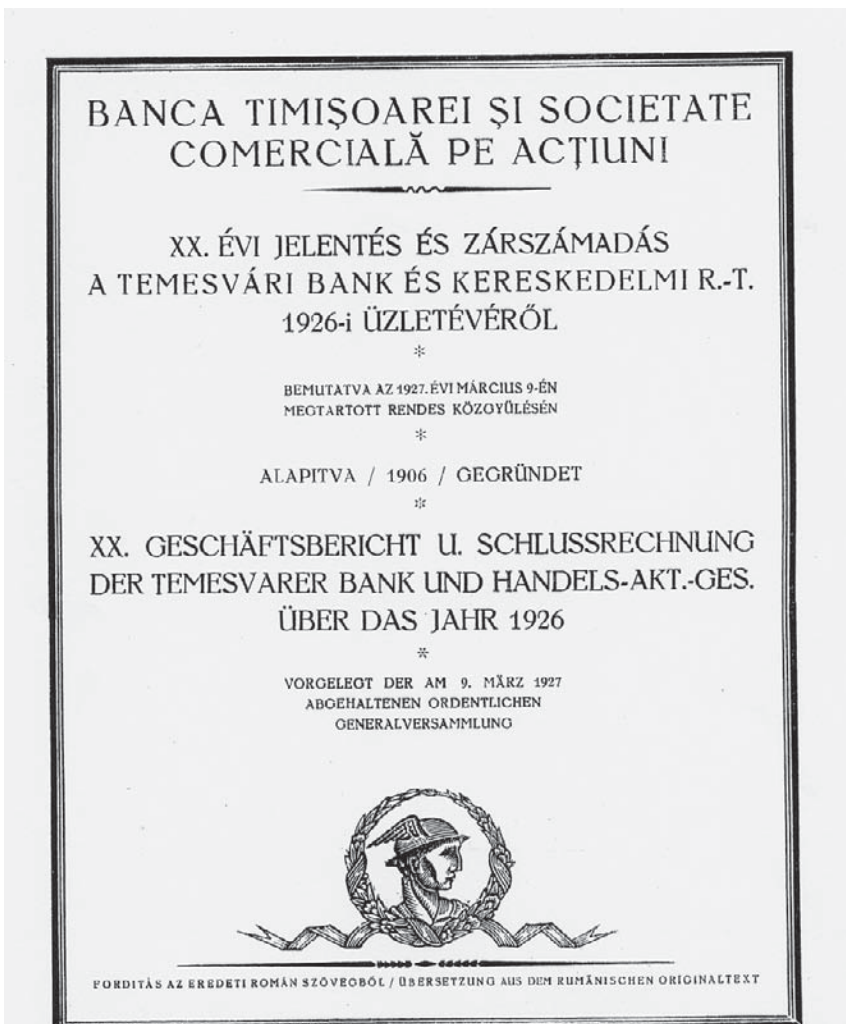 BANCA TIMIȘOAREI ȘI SOCIETATE
COMERCIALĂ PE ACȚIUNI
XX. ÉVI JELENTÉS ÉS ZÁRSZÁMADÁS
A TEMESVÁRI BANK ÉS KERESKEDELMI R.-T.
1926-i ÜZLETÉVÉRŐL
*
BEMUTATVA AZ 1927. ÉVI MÁRCIUS 9-ÉN
MEGTARTOTT RENDES KÖZGYŰLÉSÉN
*
ALAPITVA / 1906 / GEGRÜNDET
*
XX. GESCHÄFTSBERICHT U. SCHLUSSRECHNUNG
DER TEMESVARER BANK UND HANDELS-AKT.-GES.
ÜBER DAS JAHR 1926
*
VORGELEGT DER AM 9. MÄRZ 1927
ABGEHALTENEN ORDENTLICHEN
GENERALVERSAMMLUNG
FORDITÁS AZ EREDETI ROMÁN SZÖVEGBŐL / ÜBERSETZUNG AUS DEM RUMÄNISCHEN ORIGINALTEXT